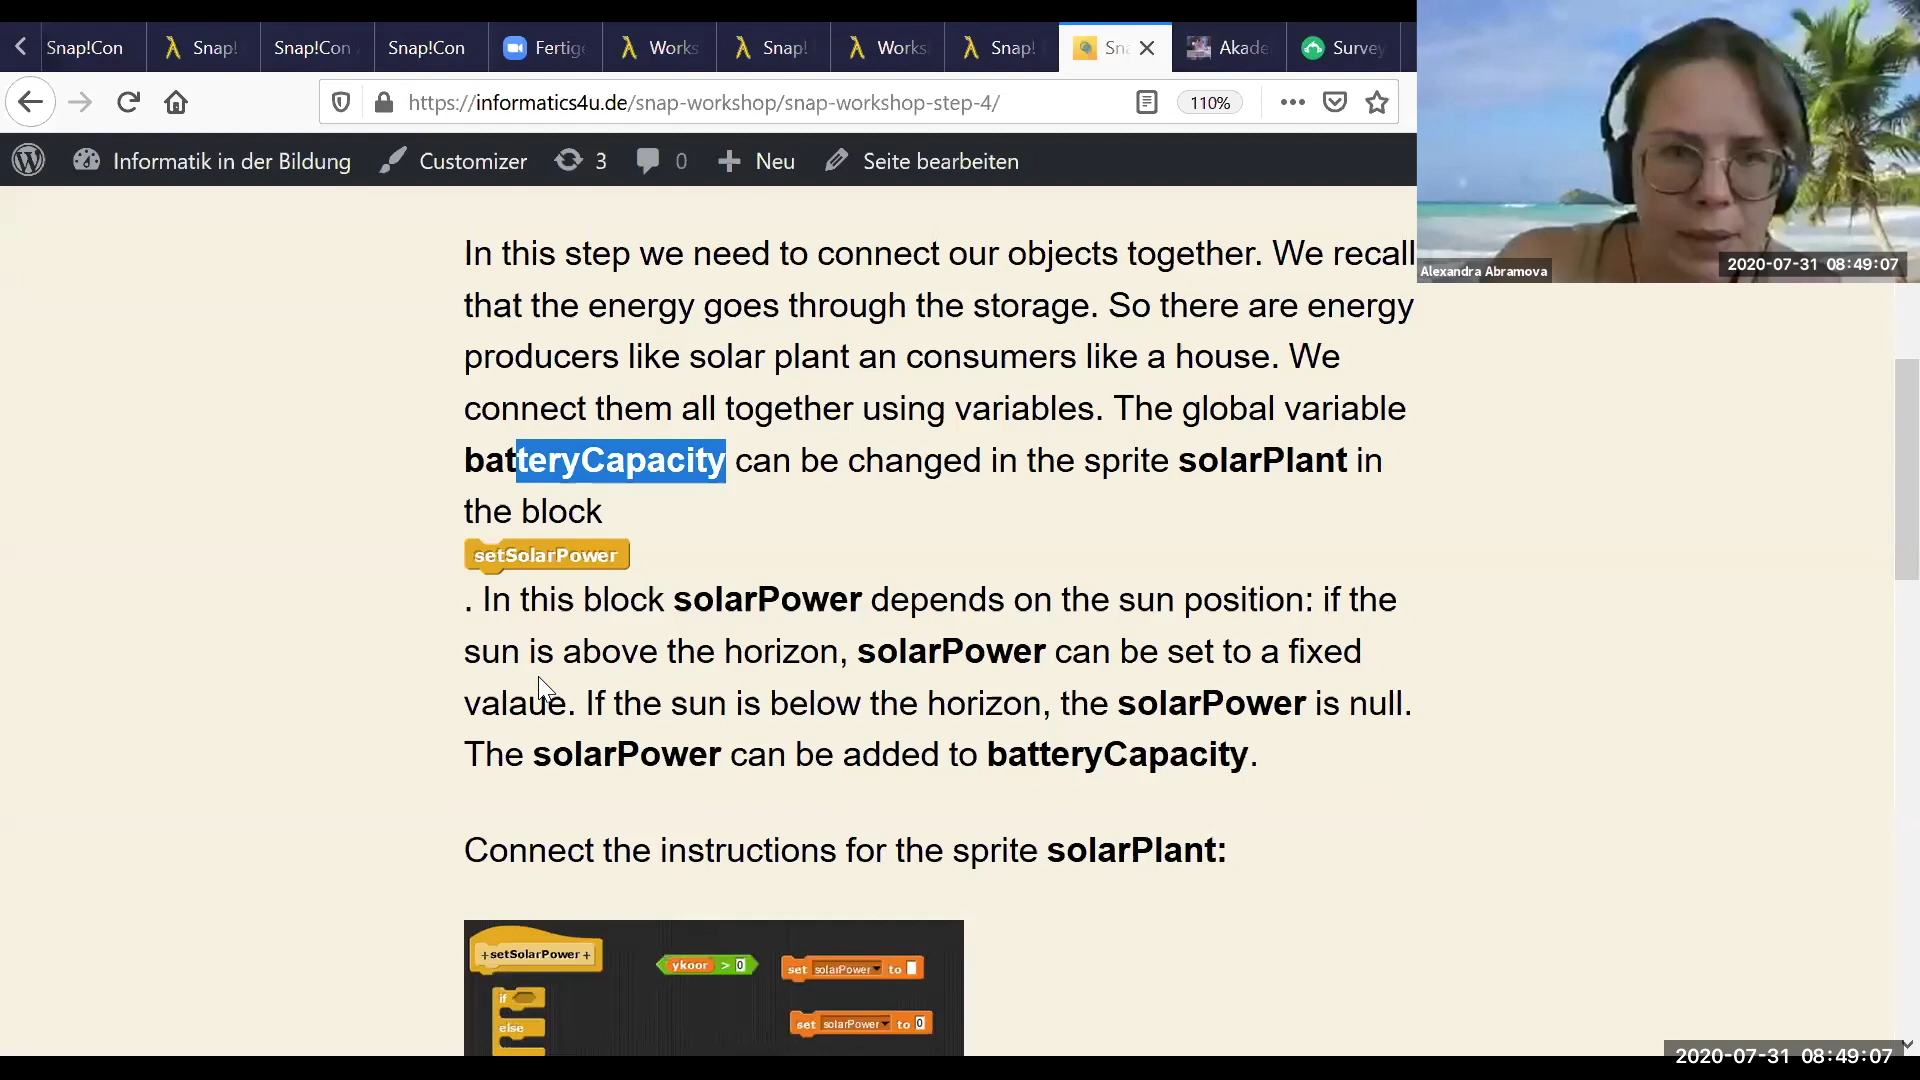 Snap!Con
Snap!
Snap!Con
Snap!Con
Fertige
Works
Snap!
Works
Snap!
Sna
Akade
Survey
https://informatics4u.de/snap-workshop/snap-workshop-step-4/
110%
Informatik in der Bildung
Customizer
3
0
Neu
Seite bearbeiten
Alexandra Abramova
2020-07-31 08:49:07
In this step we need to connect our objects together. We recall
that the energy goes through the storage. So there are energy
producers like solar plant an consumers like a house. We
connect them all together using variables. The global variable
batteryCapacity can be changed in the sprite solarPlant in
the block
setSolarPower
. In this block solarPower depends on the sun position: if the
sun is above the horizon, solarPower can be set to a fixed
valaue. If the sun is below the horizon, the solarPower is null.
The solarPower can be added to batteryCapacity.
Connect the instructions for the sprite solarPlant:
+setSolarPower+
ykoor > 0
set solarPower to
if
else
set solarPower to 0
2020-07-31 08:49:07